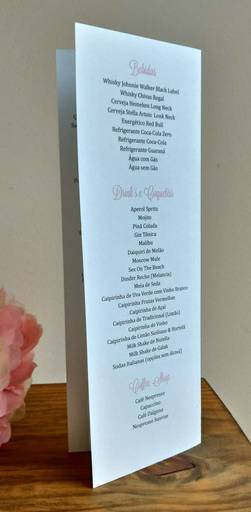 Bebidas
Whisky Johnnie Walker Black Label
Whisky Chivas Regal
Cerveja Heineken Long Neck
Cerveja Stella Artois Lonk Neck
Energético Red Bull
Refrigerante Coca-Cola Zero
Refrigerante Coca-Cola
Refrigerante Guaraná
Água com Gás
Água sem Gás
Drink's e Coquetéis
Aperol Spritz
Mojito
Pinã Colada
Gin Tônica
Malibu
Daiquiri de Melão
Moscow Mule
Sex On The Beach
Dinder Rocho (Melancia)
Meia de Seda
Caipirinha de Uva Verde com Vinho Branco
Caipirinha Frutas Vermelhas
Caipirinha de Açaí
Caipirinha de Tradicional (Limão)
Caipirinha de Vinho
Caipirinha de Limão Siciliano & Hortelã
Milk Shake de Nutella
Milk Shake de Galak
Sodas Italianas (opções sem álcool)
Coffee Shop
Café Nespresso
Capuccino
Café Dalgona
Nespresso Sunrise